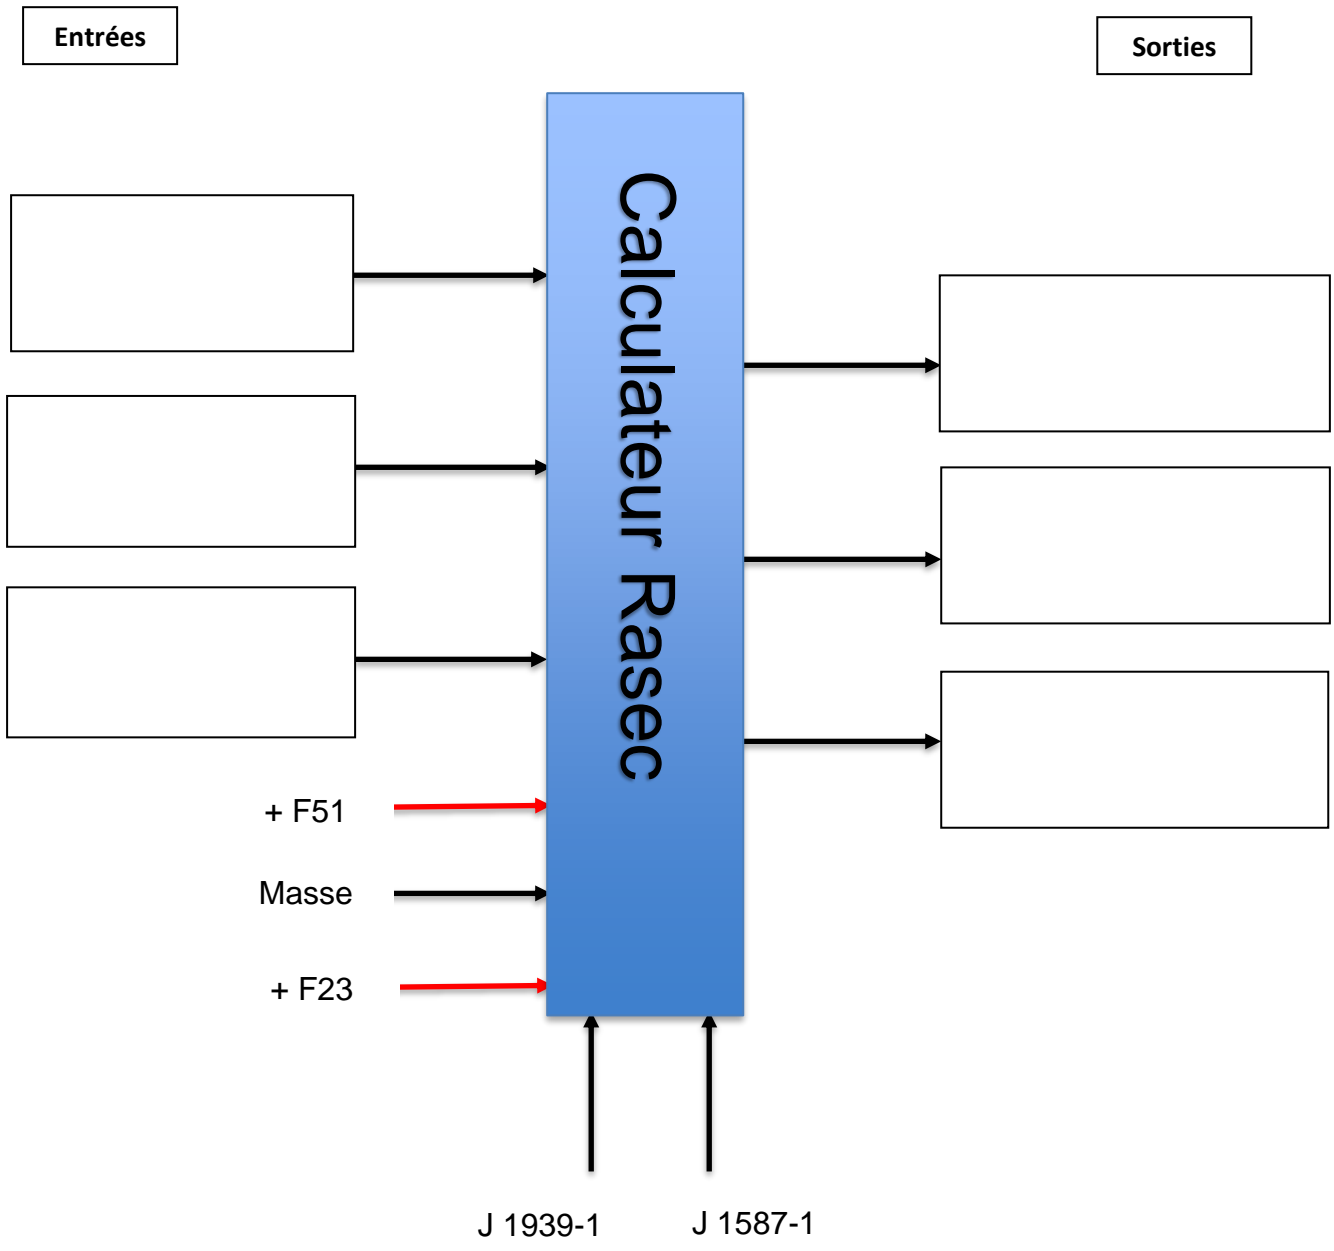 Entrées
Sorties
Calculateur Rasec
+ F51
Masse
+ F23
J 1939-1
J 1587-1